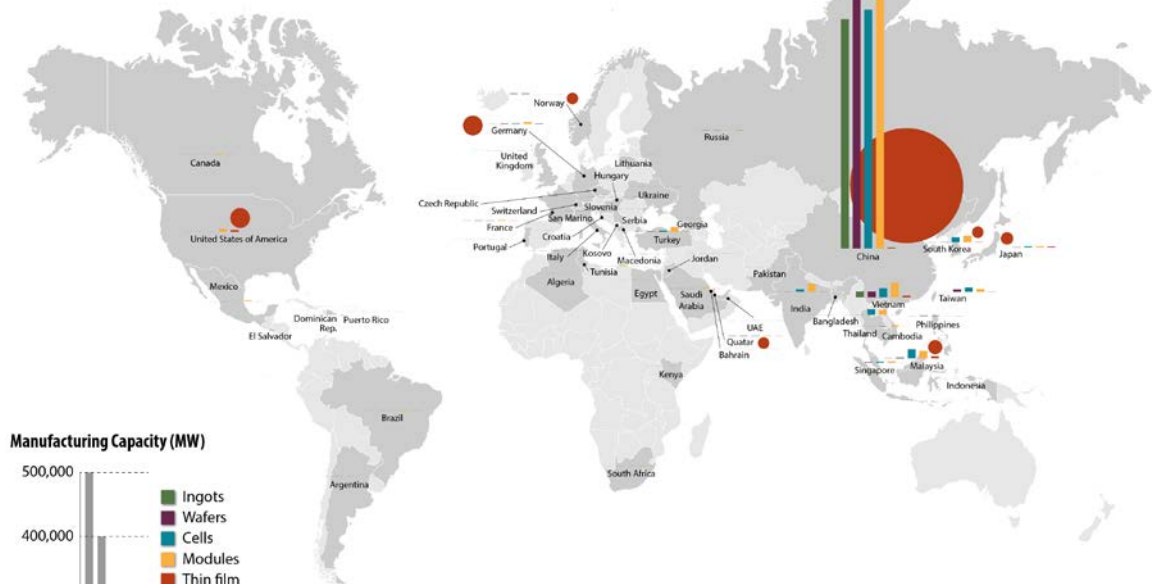 Norway
Germany
Russia
Canada
United
Kingdom
Lithuania
Hungary
Ukraine
Czech Republic
Switzerland
Slovenia
San Marino
Serbia
Georgia
France
United States of America
Croatia
Turkey
Portugal
South Korea
Japan
China
Italy
Kosovo
Macedonia
Jordan
Tunisia
Pakistan
Algeria
Mexico
Egypt
Saudi
Arabia
India
Vietnam
Taiwan
Dominican
Rep.
Puerto Rico
Bangladesh
Philippines
UAE
El Salvador
Thailand
Cambodia
Quatar
Bahrain
Malaysia
Singapore
Kenya
Indonesia
Brazil
Manufacturing Capacity (MW)
South Africa
500,000
Argentina
Ingots
Wafers
400,000
Cells
Modules
Thin film